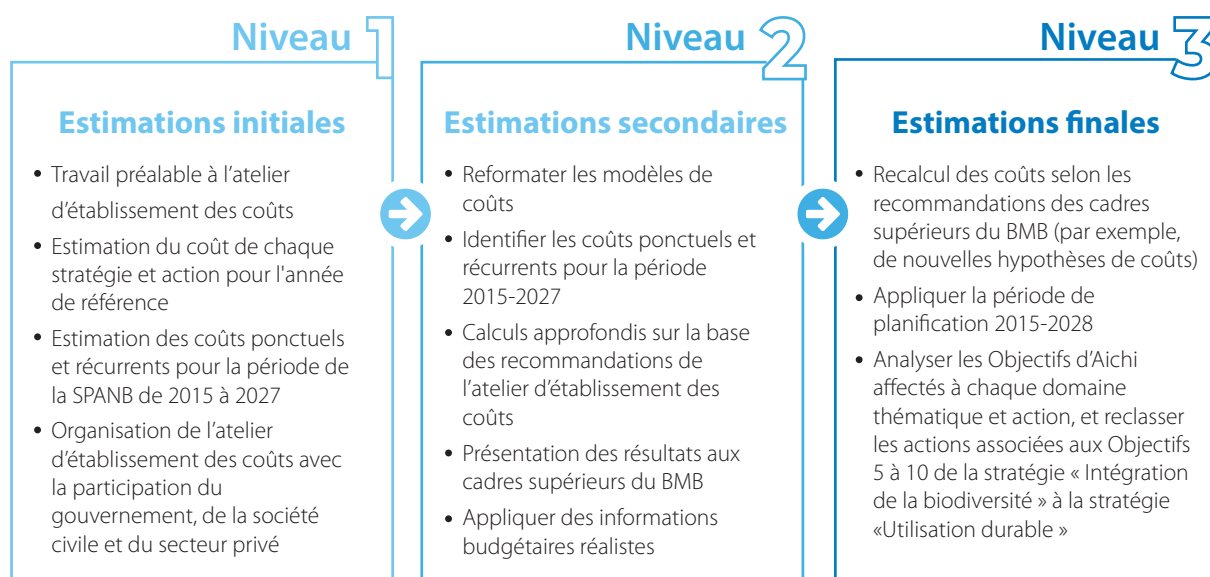 Niveau 1
Estimations initiales
• Travail préalable à l’atelier
d’établissement des coûts
• Estimation du coût de chaque
stratégie et action pour l'année
de référence
• Estimation des coûts ponctuels
et récurrents pour la période de
la SPANB de 2015 à 2027
• Organisation de l’atelier
d’établissement des coûts avec
la participation du
gouvernement, de la société
civile et du secteur privé
Niveau 2
Estimations secondaires
• Reformater les modèles de
coûts
• Identifier les coûts ponctuels et
récurrents pour la période
2015-2027
• Calculs approfondis sur la base
des recommandations de
l’atelier d’établissement des
coûts
• Présentation des résultats aux
cadres supérieurs du BMB
• Appliquer des informations
budgétaires réalistes
Niveau 3
Estimations finales
• Recalcul des coûts selon les
recommandations des cadres
supérieurs du BMB (par exemple,
de nouvelles hypothèses de coûts)
• Appliquer la période de
planification 2015-2028
• Analyser les Objectifs d’Aichi
affectés à chaque domaine
thématique et action, et reclasser
les actions associées aux Objectifs
5 à 10 de la stratégie « Intégration
de la biodiversité » à la stratégie
«Utilisation durable »